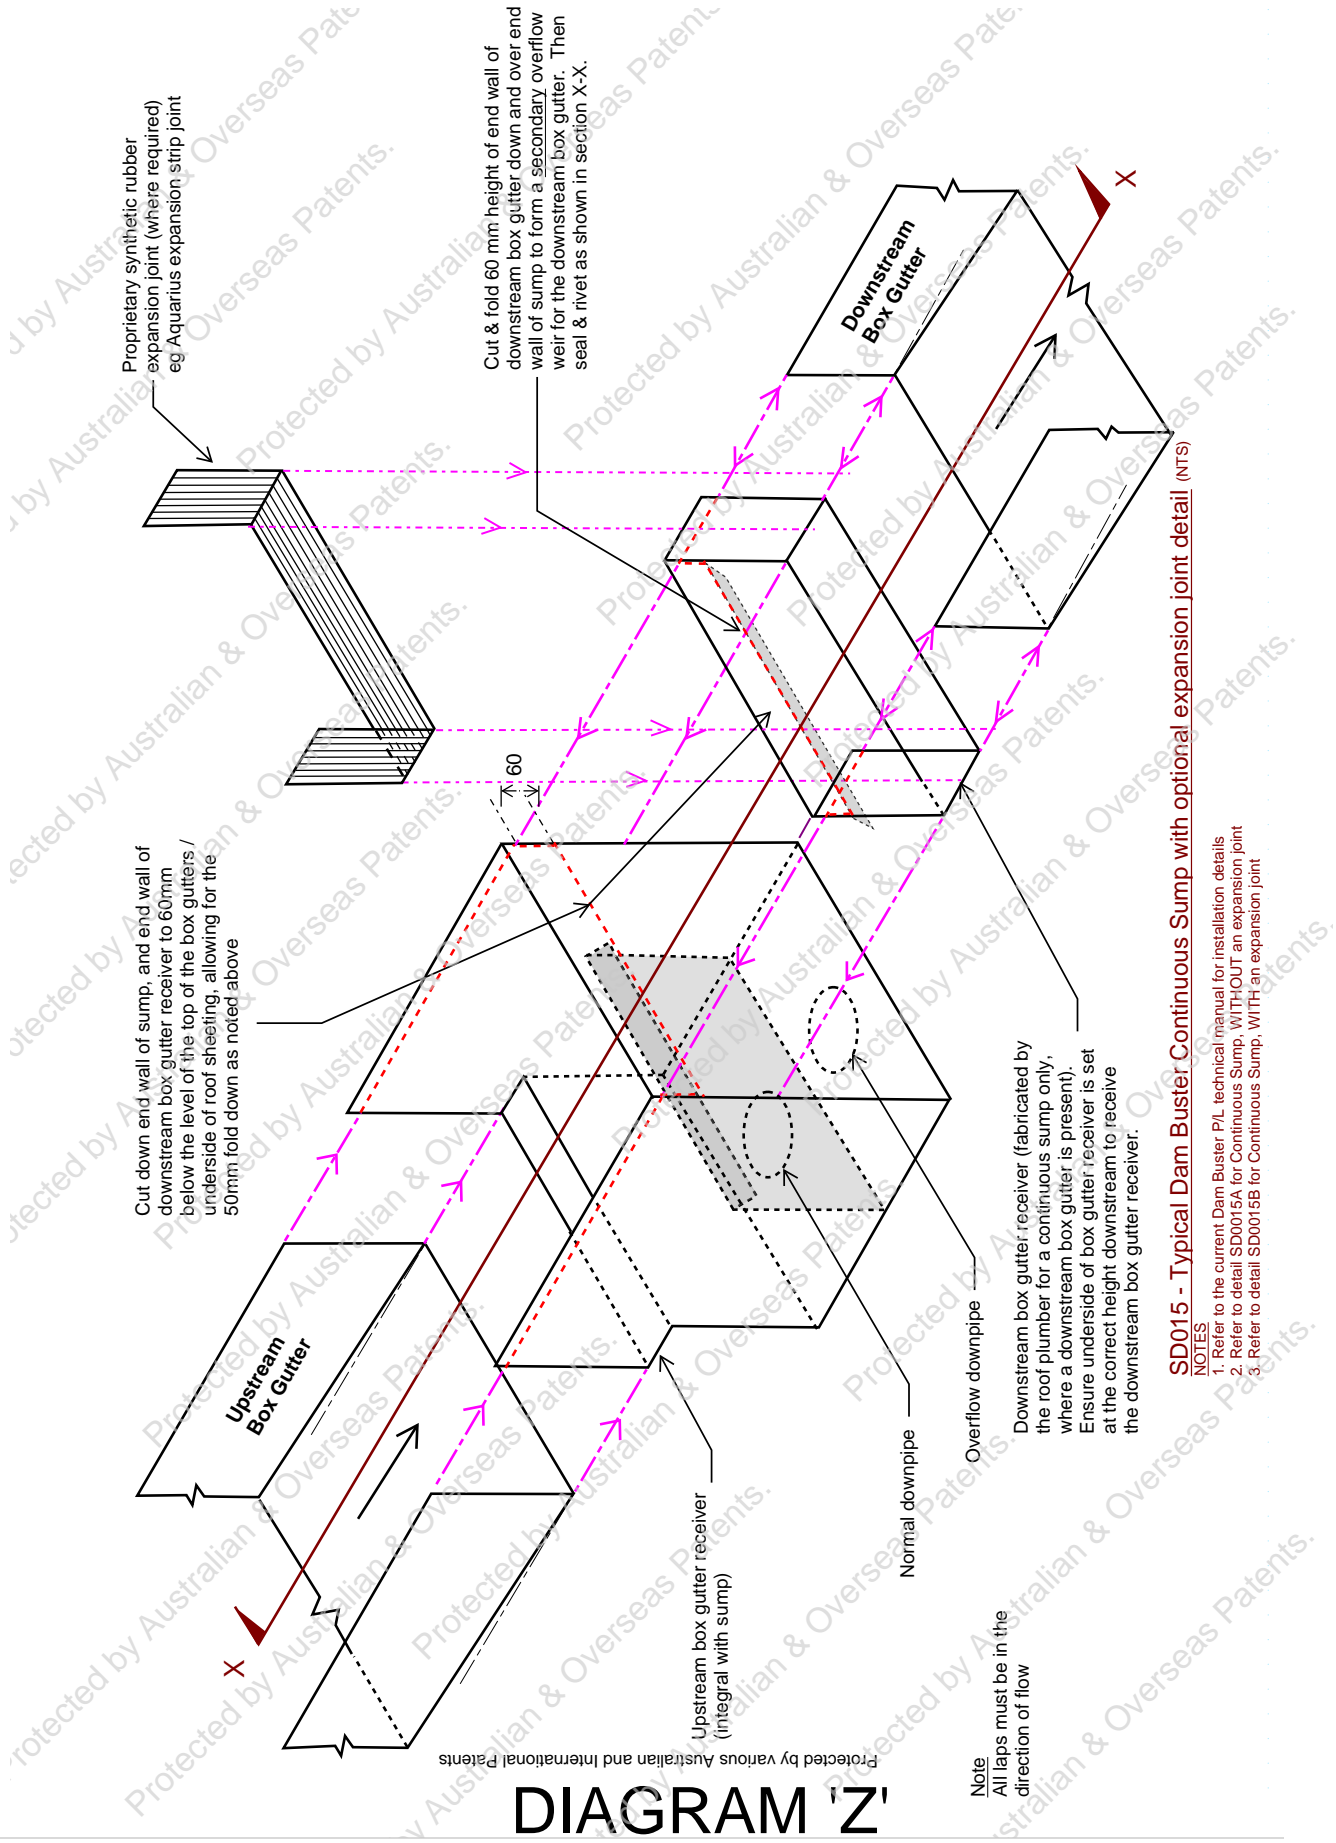 Proprietary synthetic rubber
expansion joint (where required)
eg Aquarius expansion strip joint
Cut & fold 60 mm height of end wall of
downstream box gutter down and over end
wall of sump to form a secondary overflow
weir for the downstream box gutter. Then
seal & rivet as shown in section X-X.
Cut down end wall of sump, and end wall of
downstream box gutter receiver to 60mm
below the level of the top of the box gutters /
underside of roof sheeting, allowing for the
50mm fold down as noted above
60
X
Downstream
Box Gutter
Upstream
Box Gutter
X
Upstream box gutter receiver
(integral with sump)
Normal downpipe
Overflow downpipe
Downstream box gutter receiver (fabricated by
the roof plumber for a continuous sump only,
where a downstream box gutter is present).
Ensure underside of box gutter receiver is set
at the correct height downstream to receive
the downstream box gutter receiver.
Note
All laps must be in the
direction of flow
SD015 - Typical Dam Buster Continuous Sump with optional expansion joint detail (NTS)
NOTES
1. Refer to the current Dam Buster P/L technical manual for installation details
2. Refer to detail SD0015A for Continuous Sump, WITHOUT an expansion joint
3. Refer to detail SD0015B for Continuous Sump, WITH an expansion joint
Protected by various Australian and International Patents
DIAGRAM 'Z'
Protected by Australian & Overseas Patents.